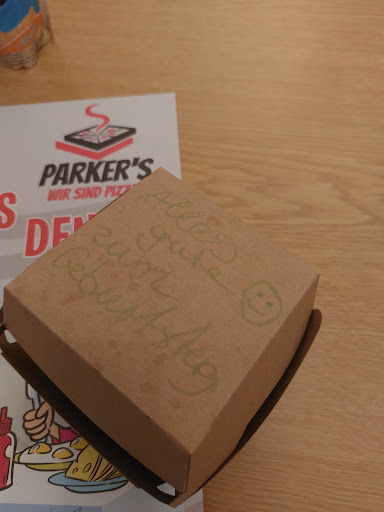 PARKER'S
WIR SIND PIZZ
S
DEN
Alles
gute
zum
Geburtstag